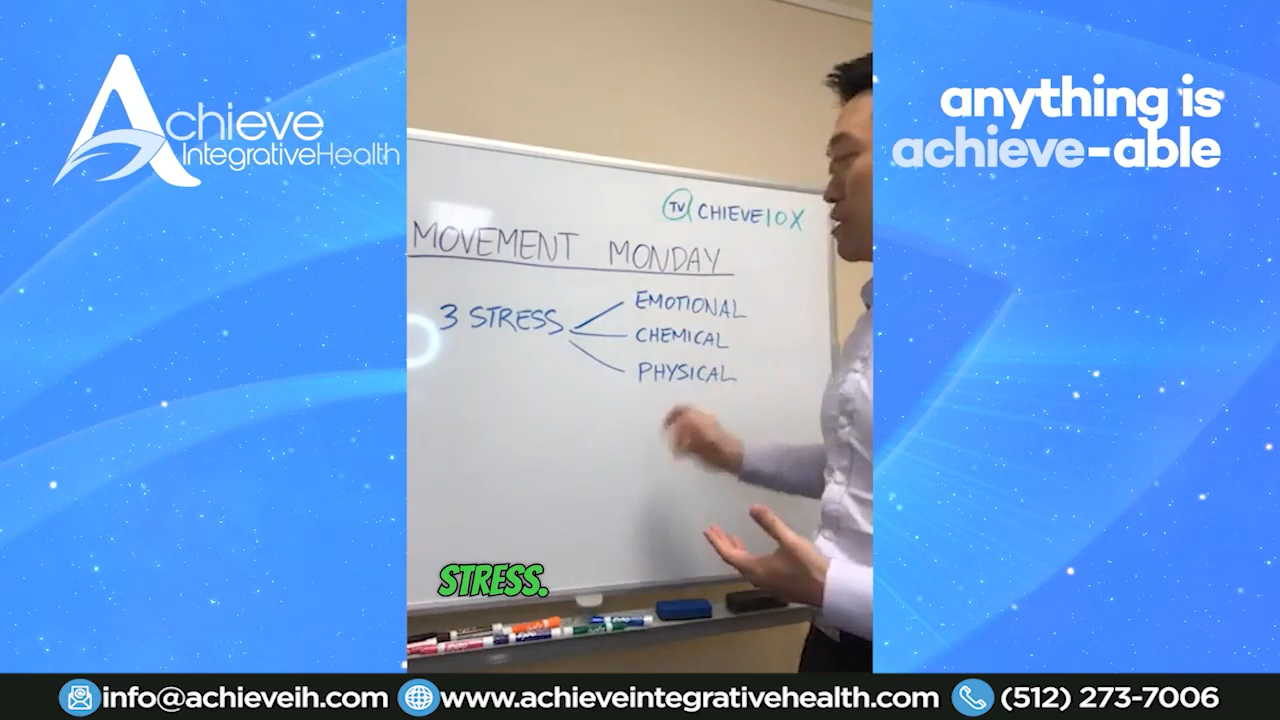 Achieve
IntegrativeHealth
anything is
achieve-able
TV CHIEVE10X
MOVEMENT MONDAY
3 STRESS
EMOTIONAL
CHEMICAL
PHYSICAL
STRESS.
info@achieveih.com
www.achieveintegrativehealth.com
(512) 273-7006